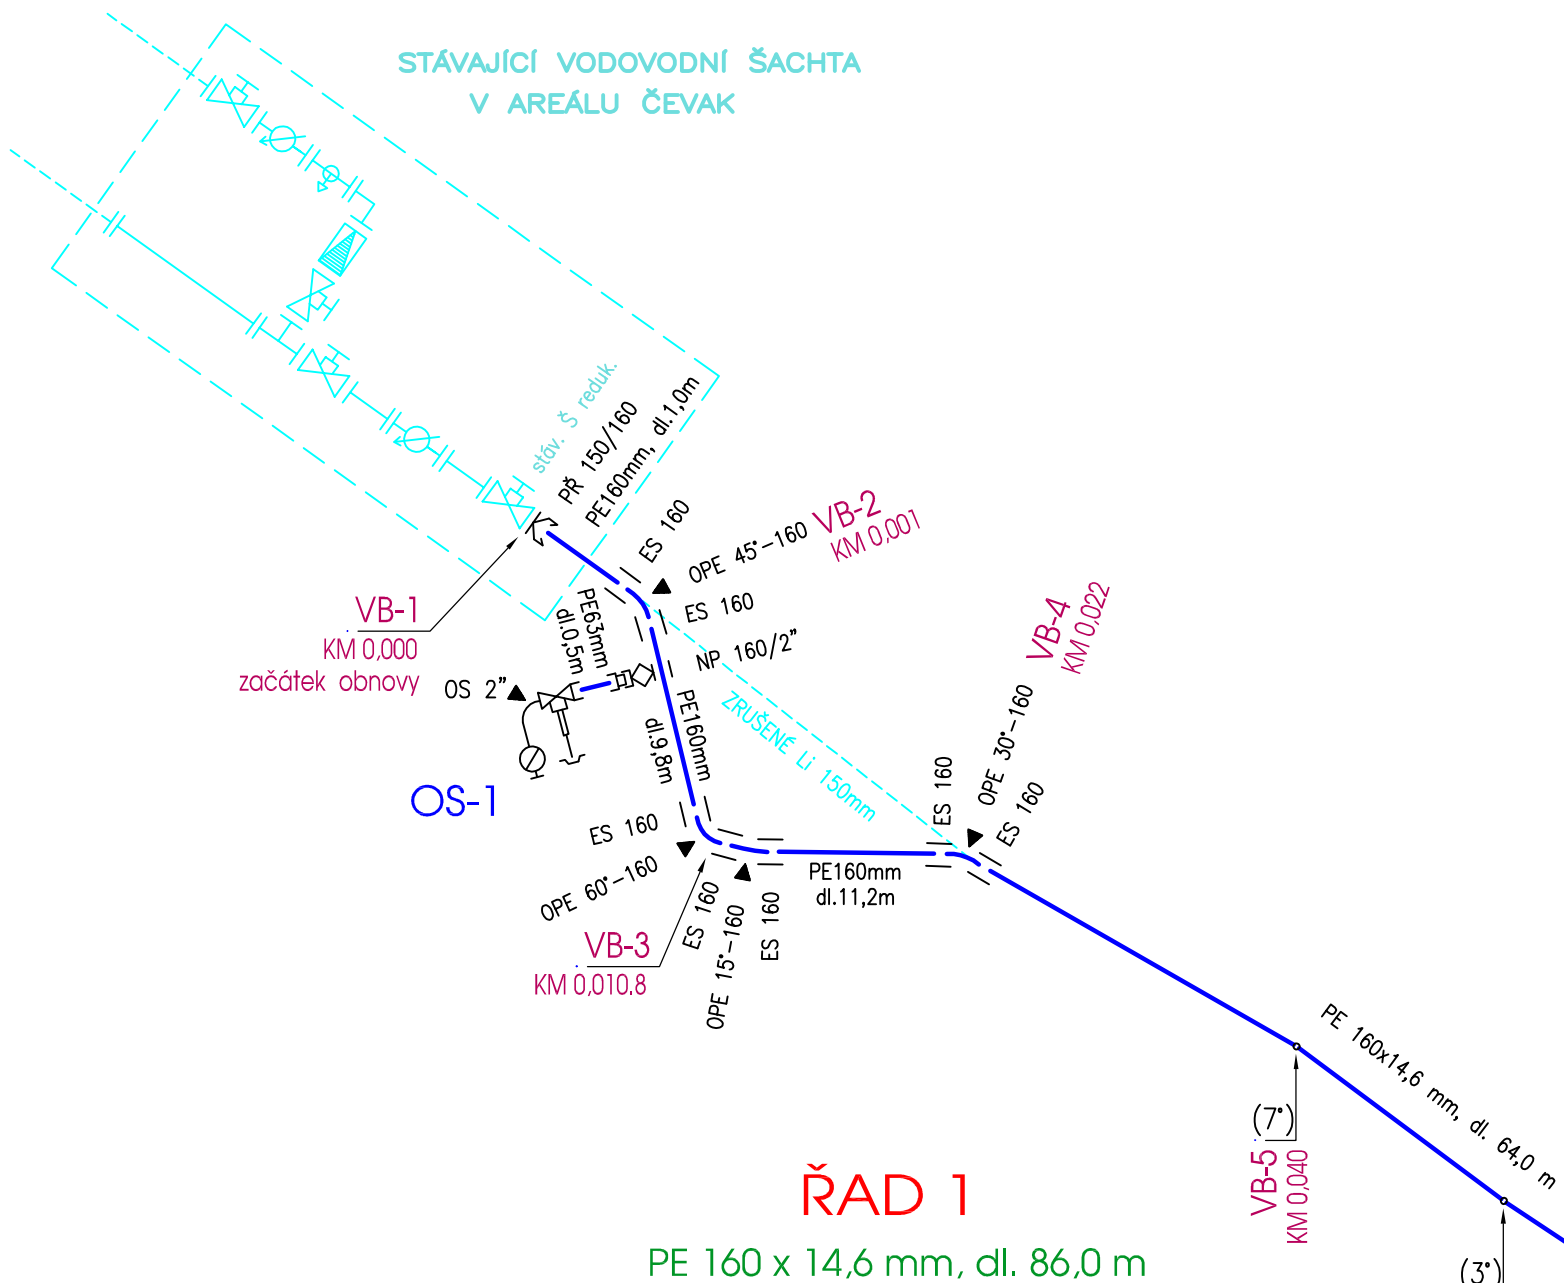 STÁVAJÍCÍ VODOVODNÍ ŠACHTA
V AREÁLU ČEVAK
stáv. Š reduk.
PŘ 150/160
PE160mm, dl.1,0m
ES 160
OPE 45°-160
VB-2
KM 0,001
ES 160
NP 160/2”
VB-1
KM 0,000
začátek obnovy
PE63mm
dl.0,5m
OS 2”
OS-1
PE160mm
dl.9,8m
ZRUŠENÉ Li 150mm
VB-4
KM 0,022
OPE 30°-160
ES 160
ES 160
ES 160
OPE 60°-160
VB-3
KM 0,010.8
ES 160
OPE 15°-160
ES 160
PE160mm
dl.11,2m
PE 160x14,6 mm, dl. 64,0 m
(7°)
VB-5
KM 0,040
(3°)
ŘAD 1
PE 160 x 14,6 mm, dl. 86,0 m